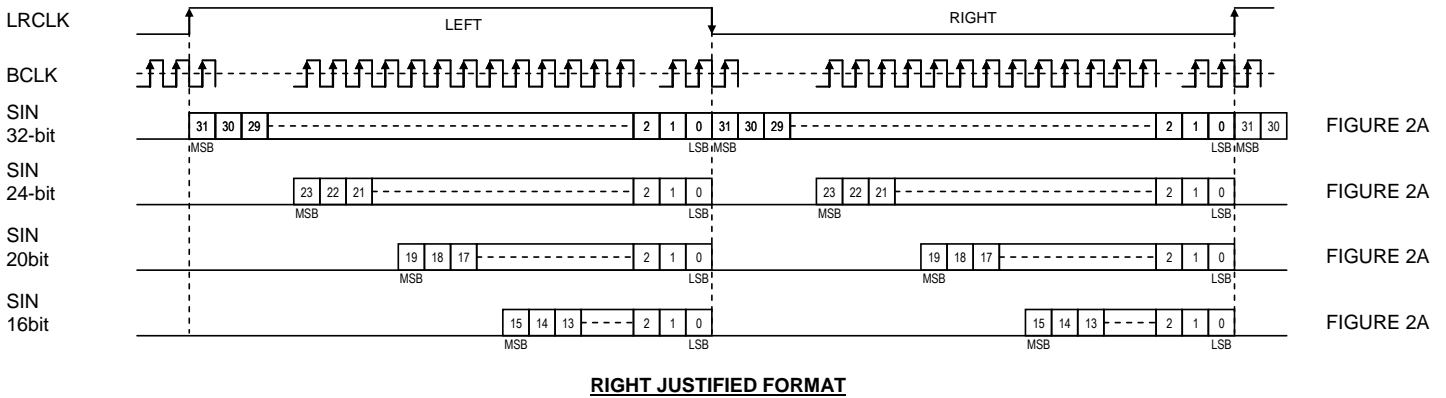 LRCLK LEFT RIGHT
BCLK
SIN
32-bit 31 30 29 2 1 0 31 30 29 2 1 0 31 30 FIGURE 2A
MSB LSB MSB LSB MSB
SIN
24-bit 23 22 21 2 1 0 23 22 21 2 1 0 FIGURE 2A
MSB LSB MSB LSB
SIN
20bit 19 18 17 2 1 0 19 18 17 2 1 0 FIGURE 2A
MSB LSB MSB LSB
SIN
16bit 15 14 13 2 1 0 15 14 13 2 1 0 FIGURE 2A
MSB LSB MSB LSB
RIGHT JUSTIFIED FORMAT